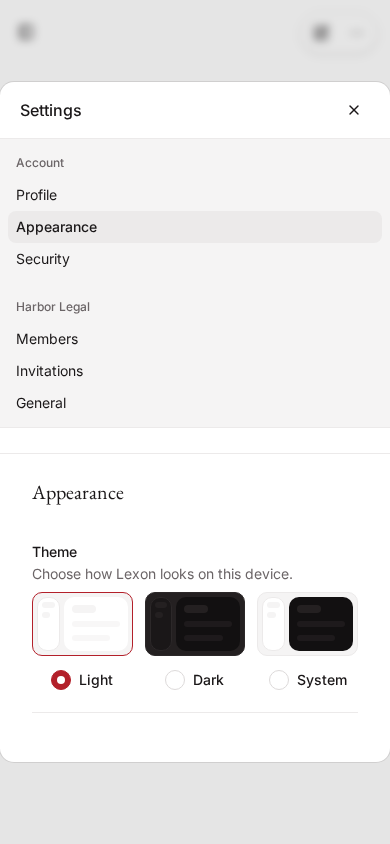 Settings
Account
Profile
Appearance
Security
Harbor Legal
Members
Invitations
General
Appearance
Theme
Choose how Lexon looks on this device.
Light
Dark
System